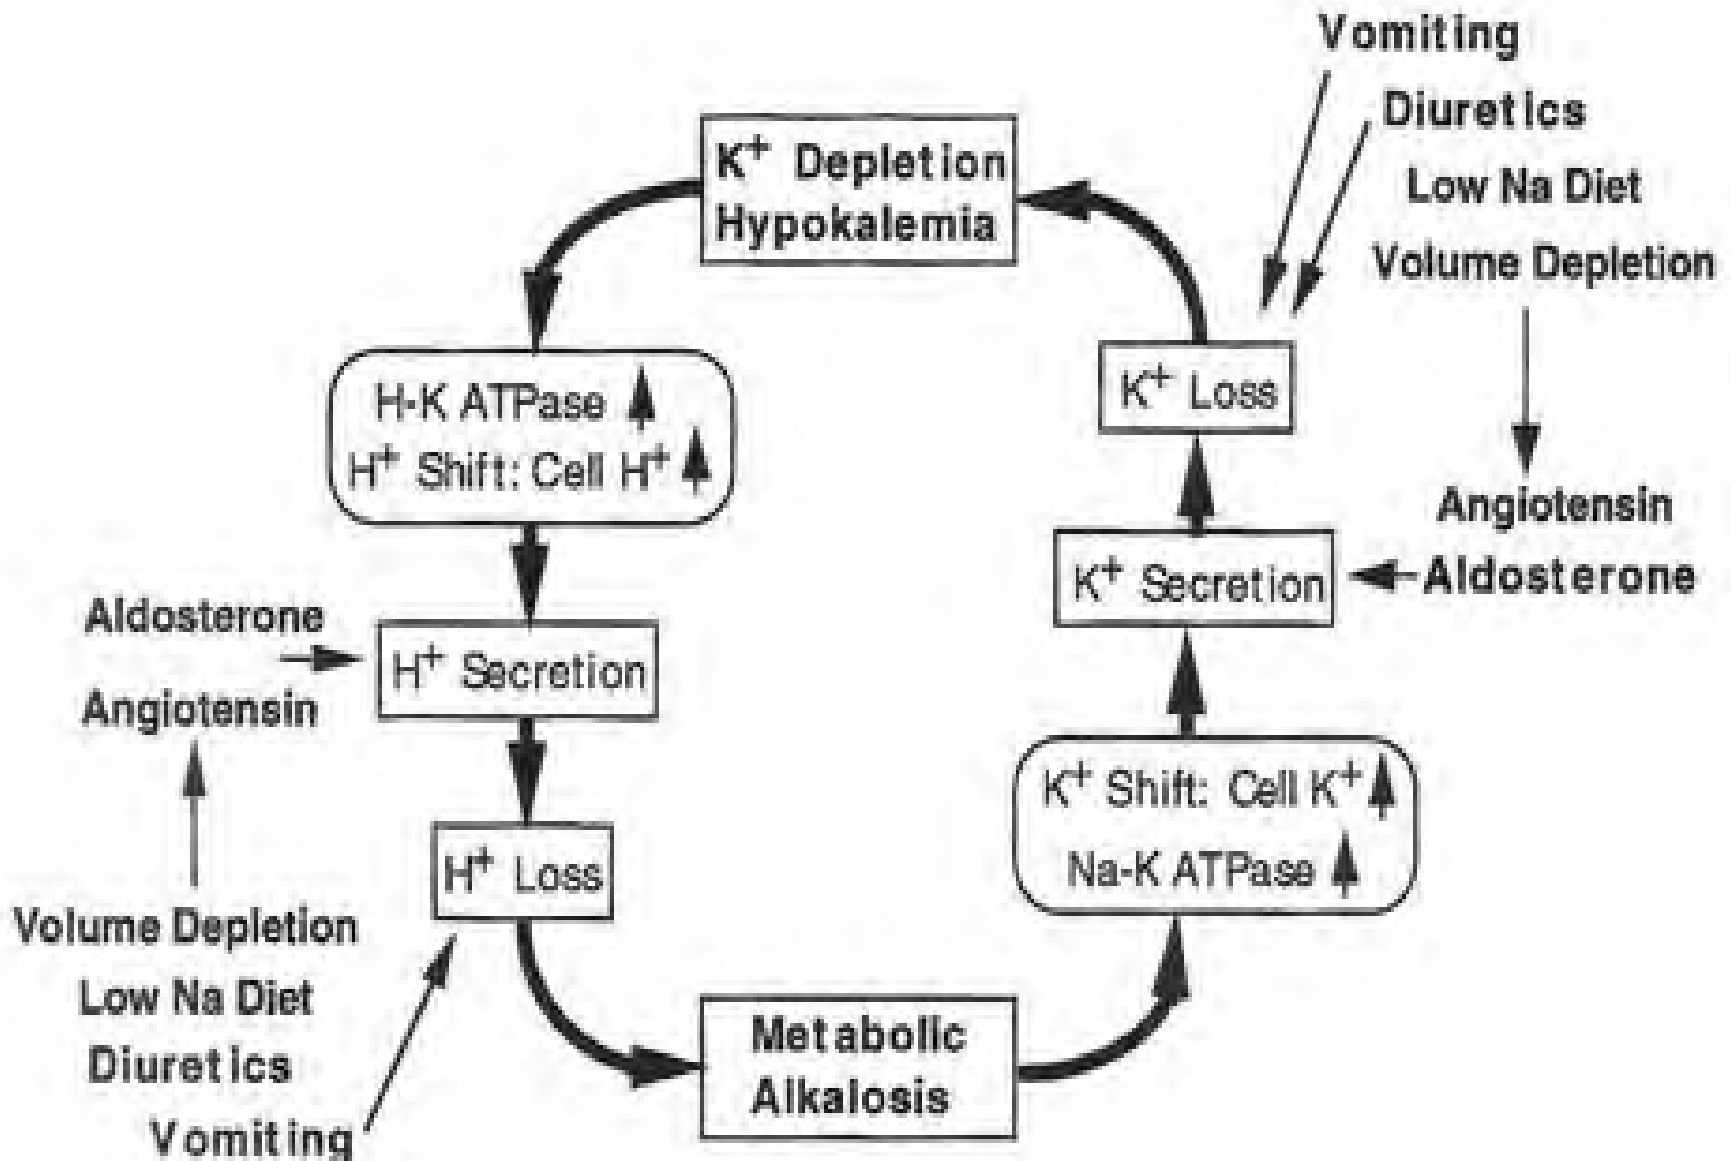 Vomiting
Diuretics
Low Na Diet
Volume Depletion
K+ Depletion
Hypokalemia
K+ Loss
H-K ATPase
H+ Shift: Cell H+
Angiotensin
Aldosterone
K+ Secretion
Aldosterone
Angiotensin
H+ Secretion
K+ Shift: Cell K+
Na-K ATPase
H+ Loss
Volume Depletion
Low Na Diet
Diuretics
Vomiting
Metabolic
Alkalosis